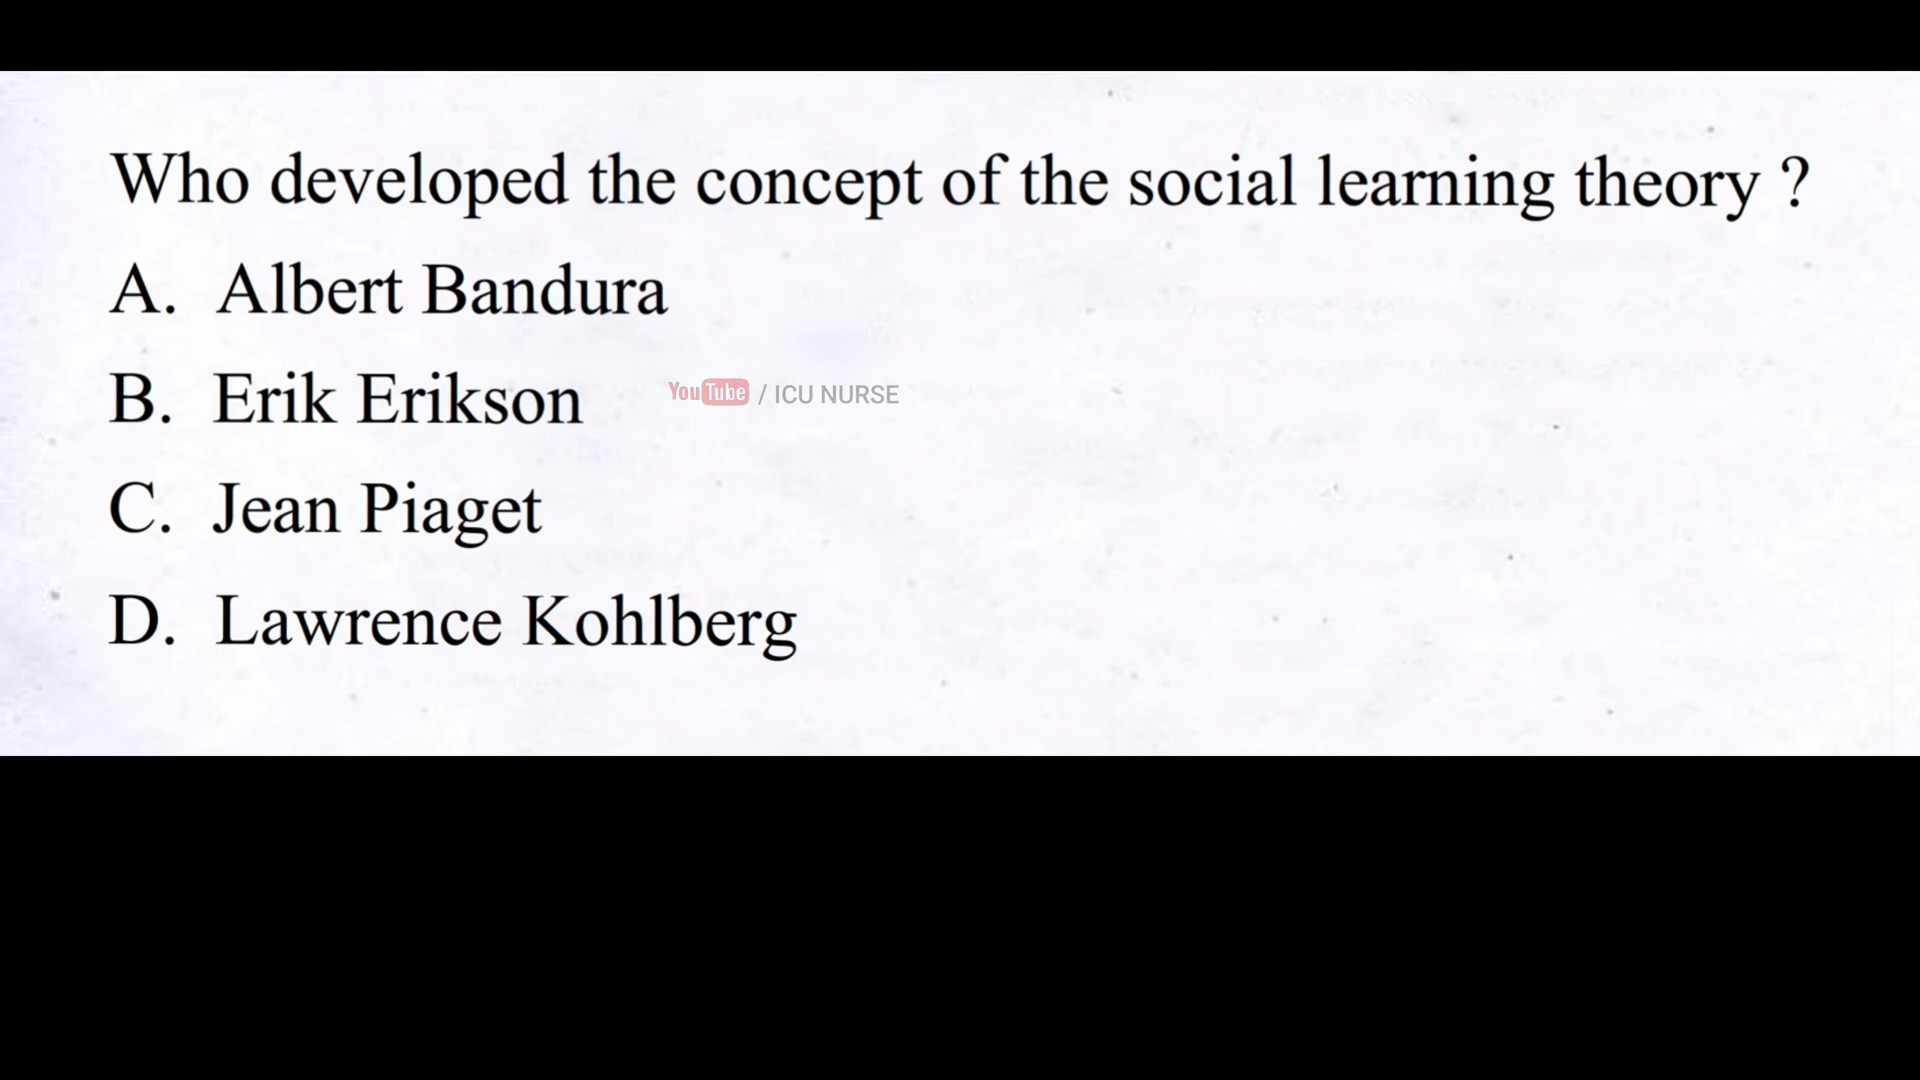 Who developed the concept of the social learning theory ?
A. Albert Bandura
B. Erik Erikson
YouTube / ICU NURSE
C. Jean Piaget
D. Lawrence Kohlberg